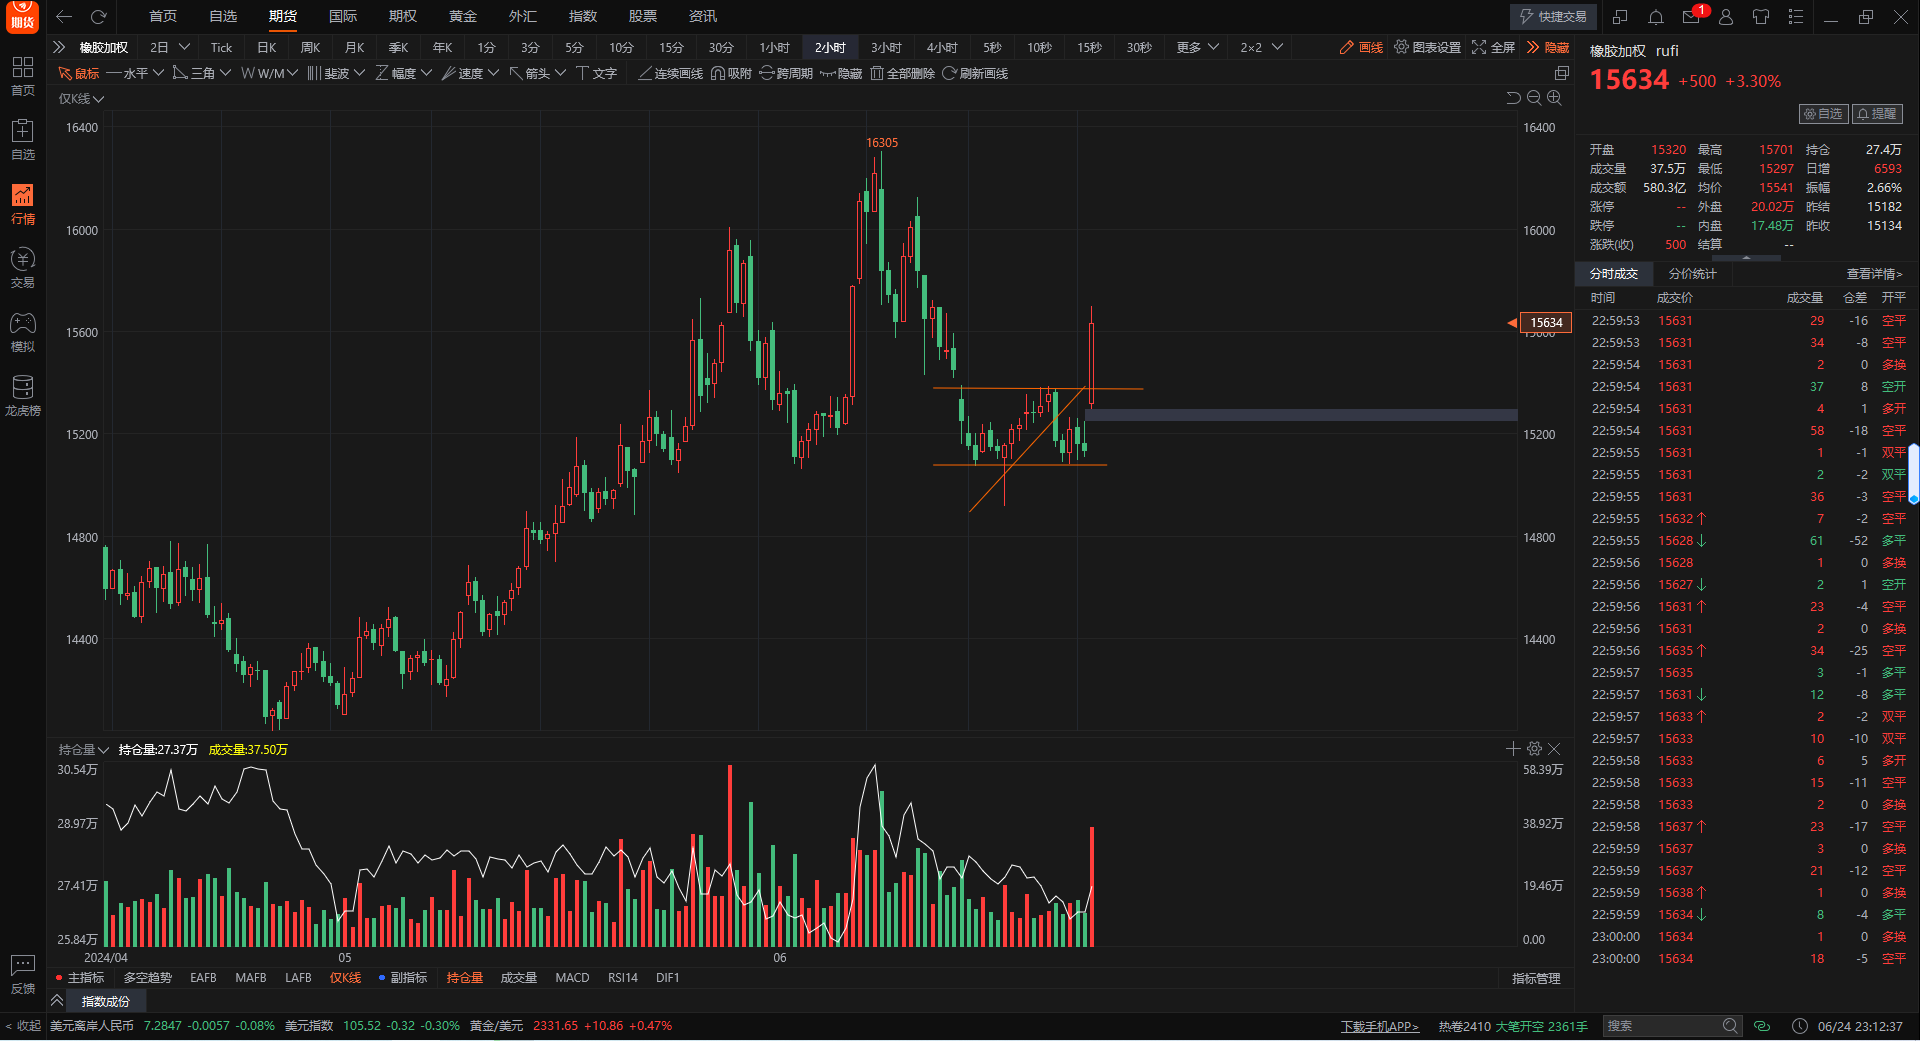 期货
首页 自选 期货 国际 期权 黄金 外汇 指数 股票 资讯
快捷交易 1
橡胶加权 2日 Tick 日K 周K 月K 季K 年K 1分 3分 5分 10分 15分 30分 1小时 2小时 3小时 4小时 5秒 10秒 15秒 30秒 更多 2×2 画线 图表设置 全屏 隐藏
鼠标 水平 三角 W/M 斐波 幅度 速度 箭头 文字 连续画线 吸附 跨周期 隐藏 全部删除 刷新画线
仅K线
首页
自选
行情
交易
模拟
龙虎榜
反馈
< 收起
16400 16400
16305
16000 16000
15600 15600
15634
15200 15200
14800 14800
14400 14400
持仓量 持仓量:27.37万 成交量:37.50万
30.54万 58.39万
28.97万 38.92万
27.41万 19.46万
25.84万 0.00
2024/04 05 06
主指标 多空趋势 EAFB MAFB LAFB 仅K线 副指标 持仓量 成交量 MACD RSI14 DIF1 指标管理
指数成份
橡胶加权 rufi
15634 +500 +3.30%
自选 提醒
开盘 15320 最高 15701 持仓 27.4万
成交量 37.5万 最低 15297 日增 6593
成交额 580.3亿 均价 15541 振幅 2.66%
涨停 -- 外盘 20.02万 昨结 15182
跌停 -- 内盘 17.48万 昨收 15134
涨跌(收) 500 结算 --
分时成交 分价统计 查看详情>
时间 成交价 成交量 仓差 开平
22:59:53 15631 29 -16 空平
22:59:53 15631 34 -8 空平
22:59:54 15631 2 0 多换
22:59:54 15631 37 8 空开
22:59:54 15631 4 1 多开
22:59:54 15631 58 -18 空平
22:59:55 15631 1 -1 双平
22:59:55 15631 2 -2 双平
22:59:55 15631 36 -3 空平
22:59:55 15632↑ 7 -2 空平
22:59:55 15628↓ 61 -52 多平
22:59:56 15628 1 0 多换
22:59:56 15627↓ 2 1 空开
22:59:56 15631↑ 23 -4 空平
22:59:56 15631 2 0 多换
22:59:56 15635↑ 34 -25 空平
22:59:57 15635 3 -1 多平
22:59:57 15631↓ 12 -8 多平
22:59:57 15633↑ 2 -2 双平
22:59:57 15633 10 -10 双平
22:59:58 15633 6 5 多开
22:59:58 15633 15 -11 空平
22:59:58 15633 2 0 多换
22:59:58 15637↑ 23 -17 空平
22:59:59 15637 3 0 多换
22:59:59 15637 21 -12 空平
22:59:59 15638↑ 1 0 多换
22:59:59 15634↓ 8 -4 多平
23:00:00 15634 1 0 多换
23:00:00 15634 18 -5 空平
美元离岸人民币 7.2847 -0.0057 -0.08% 美元指数 105.52 -0.32 -0.30% 黄金/美元 2331.65 +10.86 +0.47% 下载手机APP> 热卷2410 大笔开空 2361手 搜索 06/24 23:12:37